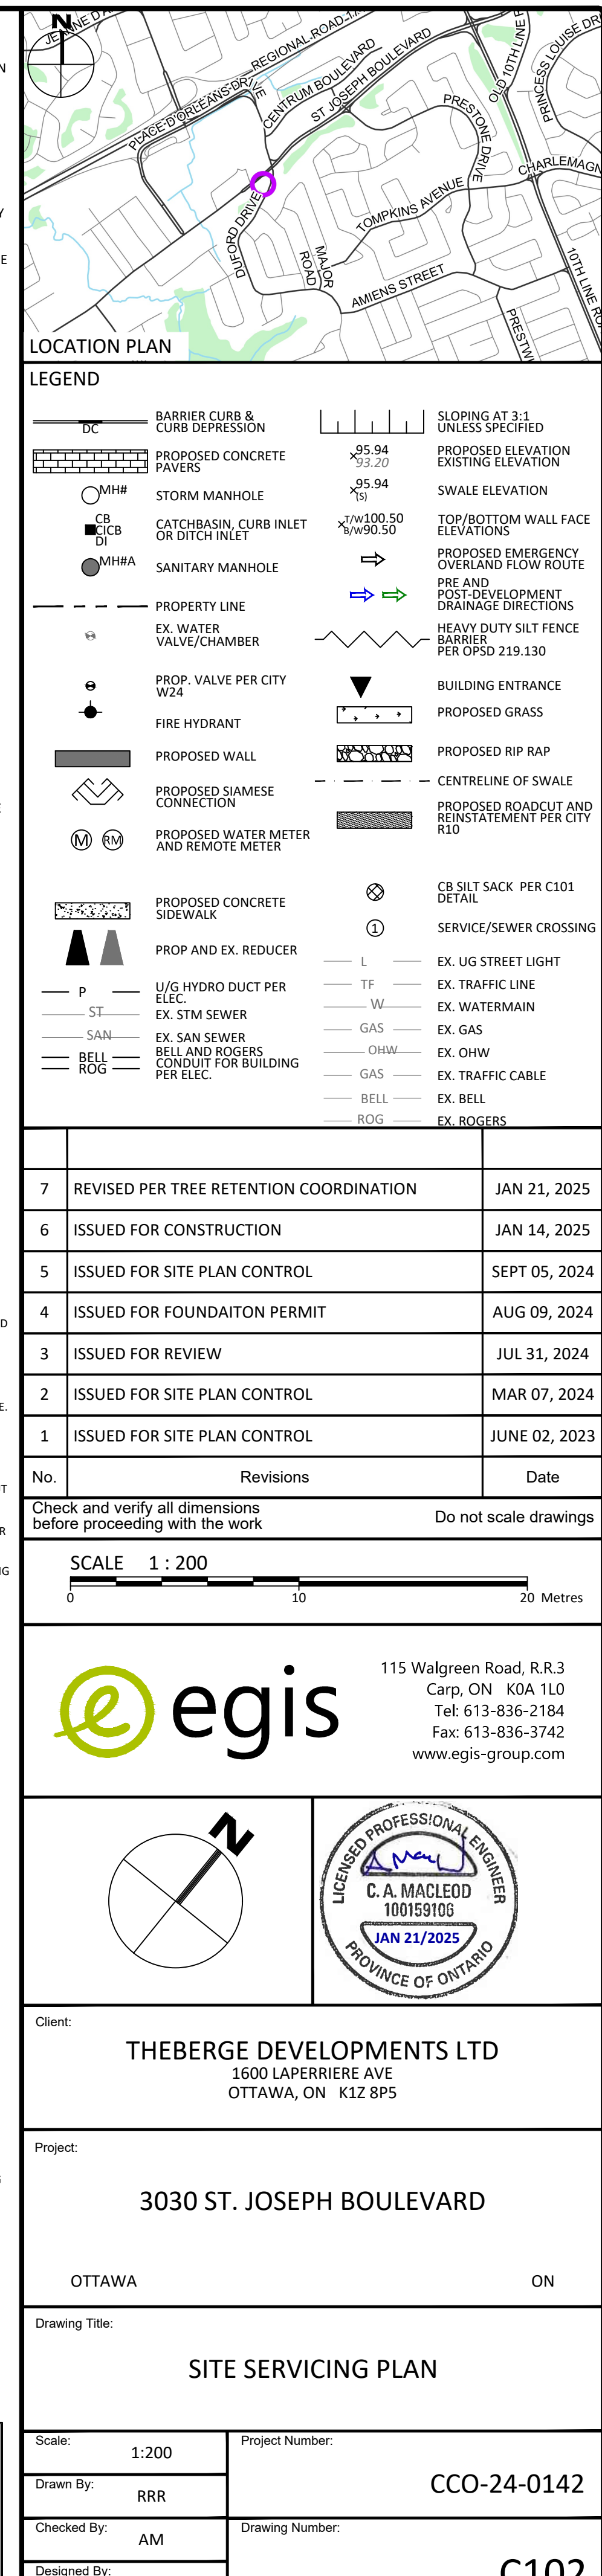 N
PLACE D'ORLEANS DRIVE
CENTRUM BOULEVARD
ST JOSEPH BOULEVARD
OLD 10TH LINE
PRINCESS LOUISE
PRESTONE DRIVE
CHARLEMAGN
TOMPKINS AVENUE
DUFORD DRIVE
MAJOR ROAD
AMIENS STREET
10TH LINE
PRESTWI
LOCATION PLAN
LEGEND
DC
BARRIER CURB &
CURB DEPRESSION
PROPOSED CONCRETE
PAVERS
MH#
STORM MANHOLE
CB
CICB
DI
CATCHBASIN, CURB INLET
OR DITCH INLET
MH#A
SANITARY MANHOLE
PROPERTY LINE
EX. WATER
VALVE/CHAMBER
PROP. VALVE PER CITY
W24
FIRE HYDRANT
PROPOSED WALL
PROPOSED SIAMESE
CONNECTION
M RM
PROPOSED WATER METER
AND REMOTE METER
PROPOSED CONCRETE
SIDEWALK
PROP AND EX. REDUCER
P
U/G HYDRO DUCT PER
ELEC.
ST
EX. STM SEWER
SAN
EX. SAN SEWER
BELL
ROG
BELL AND ROGERS
CONDUIT FOR BUILDING
PER ELEC.
SLOPING AT 3:1
UNLESS SPECIFIED
95.94
93.20
PROPOSED ELEVATION
EXISTING ELEVATION
95.94
(S)
SWALE ELEVATION
T/W100.50
B/W90.50
TOP/BOTTOM WALL FACE
ELEVATIONS
PROPOSED EMERGENCY
OVERLAND FLOW ROUTE
PRE AND
POST-DEVELOPMENT
DRAINAGE DIRECTIONS
HEAVY DUTY SILT FENCE
BARRIER
PER OPSD 219.130
BUILDING ENTRANCE
PROPOSED GRASS
PROPOSED RIP RAP
CENTRELINE OF SWALE
PROPOSED ROADCUT AND
REINSTATEMENT PER CITY
R10
CB SILT SACK PER C101
DETAIL
1
SERVICE/SEWER CROSSING
L
EX. UG STREET LIGHT
TF
EX. TRAFFIC LINE
W
EX. WATERMAIN
GAS
EX. GAS
OHW
EX. OHW
GAS
EX. TRAFFIC CABLE
BELL
EX. BELL
ROG
EX. ROGERS
7 REVISED PER TREE RETENTION COORDINATION JAN 21, 2025
6 ISSUED FOR CONSTRUCTION JAN 14, 2025
5 ISSUED FOR SITE PLAN CONTROL SEPT 05, 2024
4 ISSUED FOR FOUNDAITON PERMIT AUG 09, 2024
3 ISSUED FOR REVIEW JUL 31, 2024
2 ISSUED FOR SITE PLAN CONTROL MAR 07, 2024
1 ISSUED FOR SITE PLAN CONTROL JUNE 02, 2023
No. Revisions Date
Check and verify all dimensions
before proceeding with the work
Do not scale drawings
SCALE 1 : 200
0 10 20 Metres
egis
115 Walgreen Road, R.R.3
Carp, ON K0A 1L0
Tel: 613-836-2184
Fax: 613-836-3742
www.egis-group.com
N
LICENSED PROFESSIONAL ENGINEER
C. A. MACLEOD
100159106
JAN 21/2025
PROVINCE OF ONTARIO
Client:
THEBERGE DEVELOPMENTS LTD
1600 LAPERRIERE AVE
OTTAWA, ON K1Z 8P5
Project:
3030 ST. JOSEPH BOULEVARD
OTTAWA ON
Drawing Title:
SITE SERVICING PLAN
Scale:
1:200
Project Number:
CCO-24-0142
Drawn By:
RRR
Checked By:
AM
Drawing Number:
C102
Designed By: